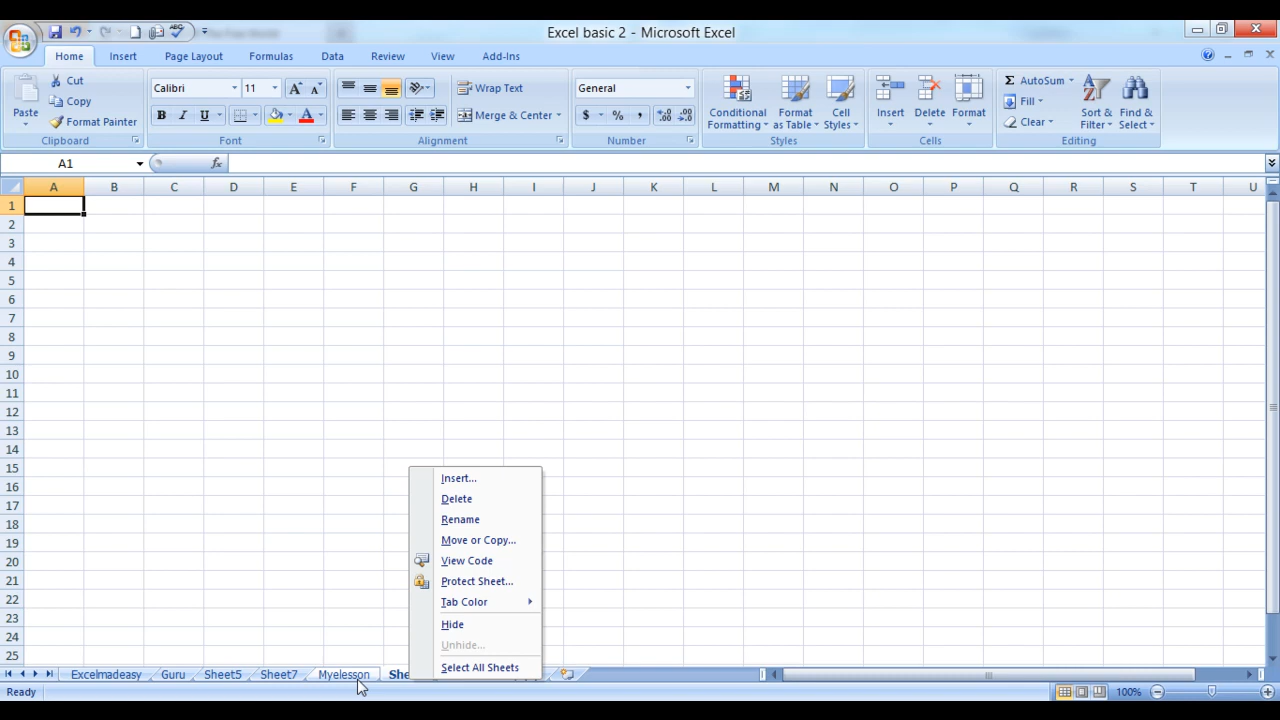 Excel basic 2 - Microsoft Excel
Home Insert Page Layout Formulas Data Review View Add-Ins
Paste
Cut
Copy
Format Painter
Clipboard
Calibri 11
B I U A
Font
Wrap Text
Merge & Center
Alignment
General
$ % ,
Number
Conditional Formatting
Format as Table
Cell Styles
Styles
Insert Delete Format
Cells
AutoSum
Fill
Clear
Sort & Filter
Find & Select
Editing
A1 fx
A B C D E F G H I J K L M N O P Q R S T U
1
2
3
4
5
6
7
8
9
10
11
12
13
14
15
16
17
18
19
20
21
22
23
24
25
Insert...
Delete
Rename
Move or Copy...
View Code
Protect Sheet...
Tab Color
Hide
Unhide...
Select All Sheets
Excelmadeasy Guru Sheet5 Sheet7 Myelesson She
Ready 100%